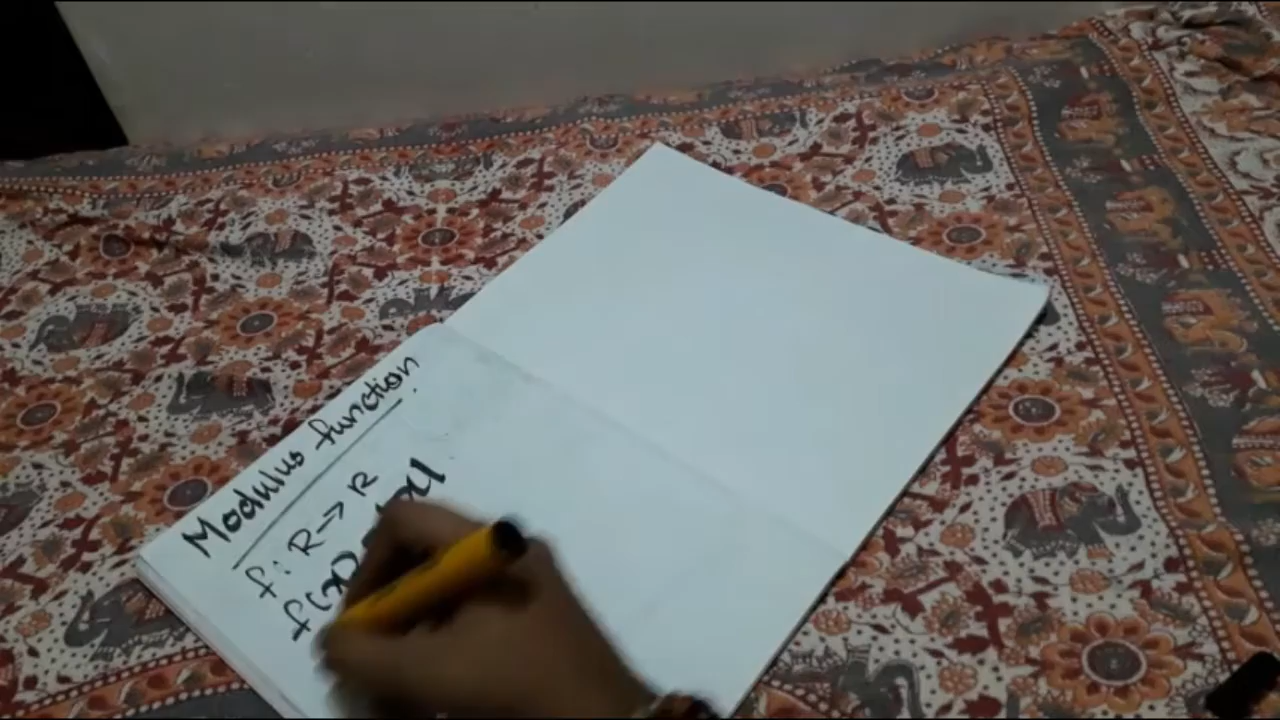 Modulus function
f: R → R
f(x)